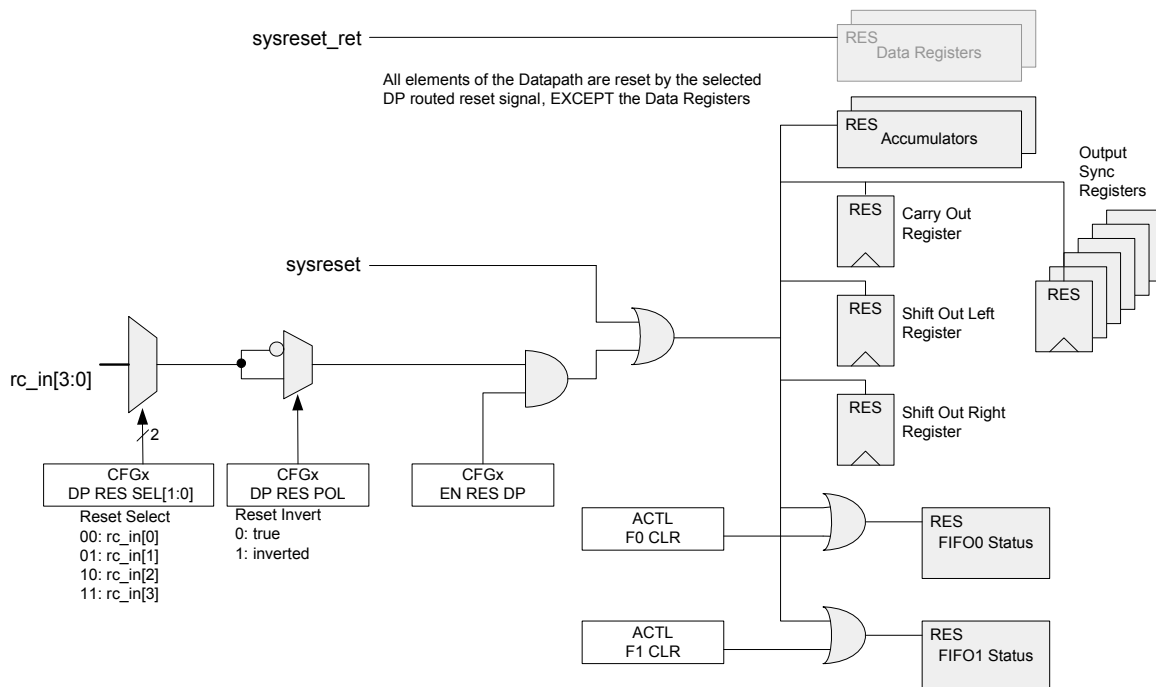 sysreset_ret
RES
Data Registers
All elements of the Datapath are reset by the selected
DP routed reset signal, EXCEPT the Data Registers
RES
Accumulators
Output
Sync
Registers
RES
Carry Out
Register
sysreset
RES
RES
Shift Out Left
Register
rc_in[3:0]
2
RES
Shift Out Right
Register
CFGx
DP RES SEL[1:0]
CFGx
DP RES POL
CFGx
EN RES DP
Reset Select
00: rc_in[0]
01: rc_in[1]
10: rc_in[2]
11: rc_in[3]
Reset Invert
0: true
1: inverted
ACTL
F0 CLR
RES
FIFO0 Status
ACTL
F1 CLR
RES
FIFO1 Status